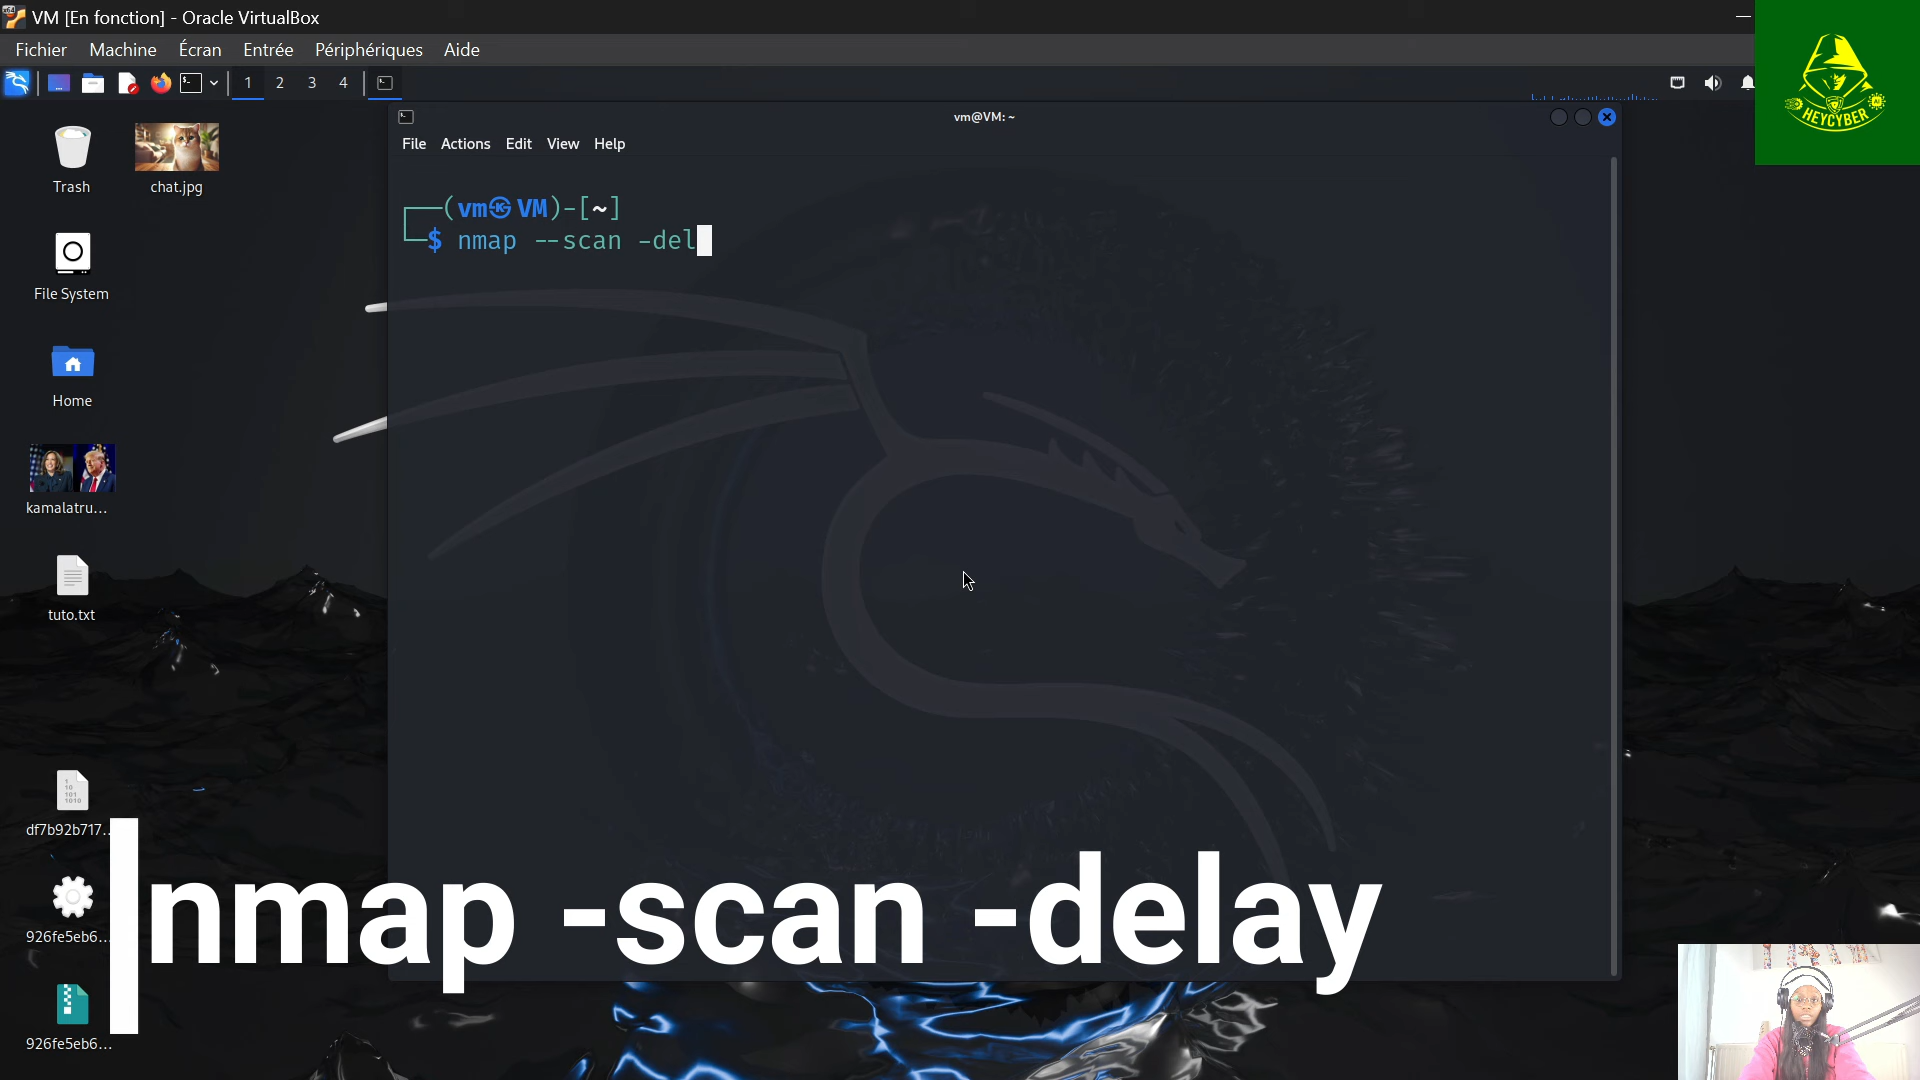 VM [En fonction] - Oracle VirtualBox
Fichier Machine Écran Entrée Périphériques Aide
1 2 3 4
HEYCYBER
vm@VM: ~
File Actions Edit View Help
Trash
chat.jpg
(vm㉿VM)-[~]
$ nmap --scan -del
File System
Home
kamalatru...
tuto.txt
df7b92b717...
926fe5eb6...
926fe5eb6...
nmap -scan -delay